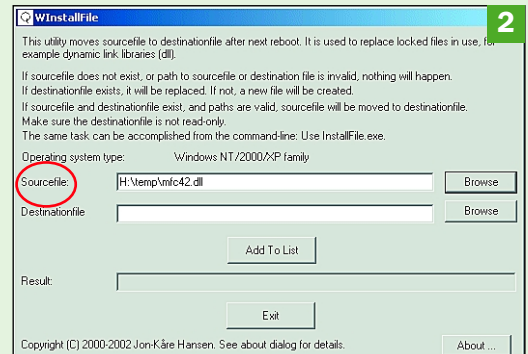 WInstallFile
2
This utility moves sourcefile to destinationfile after next reboot. It is used to replace locked files in use, for
example dynamic link libraries (dll).
If sourcefile does not exist, or path to source or destination file is invalid, nothing will happen.
If destinationfile exists, it will be replaced. If not, a new file will be created.
If sourcefile and destinationfile exist, and paths are valid, sourcefile will be moved to destinationfile.
Make sure the destinationfile is not read-only.
The same task can be accomplished from the command-line: Use InstallFile.exe.
Operating system type: Windows NT/2000/XP family
Sourcefile: H:\temp\mfc42.dll Browse
Destinationfile Browse
Add To List
Result:
Exit
Copyright (C) 2000-2002 Jon-Kåre Hansen. See about dialog for details. About ...